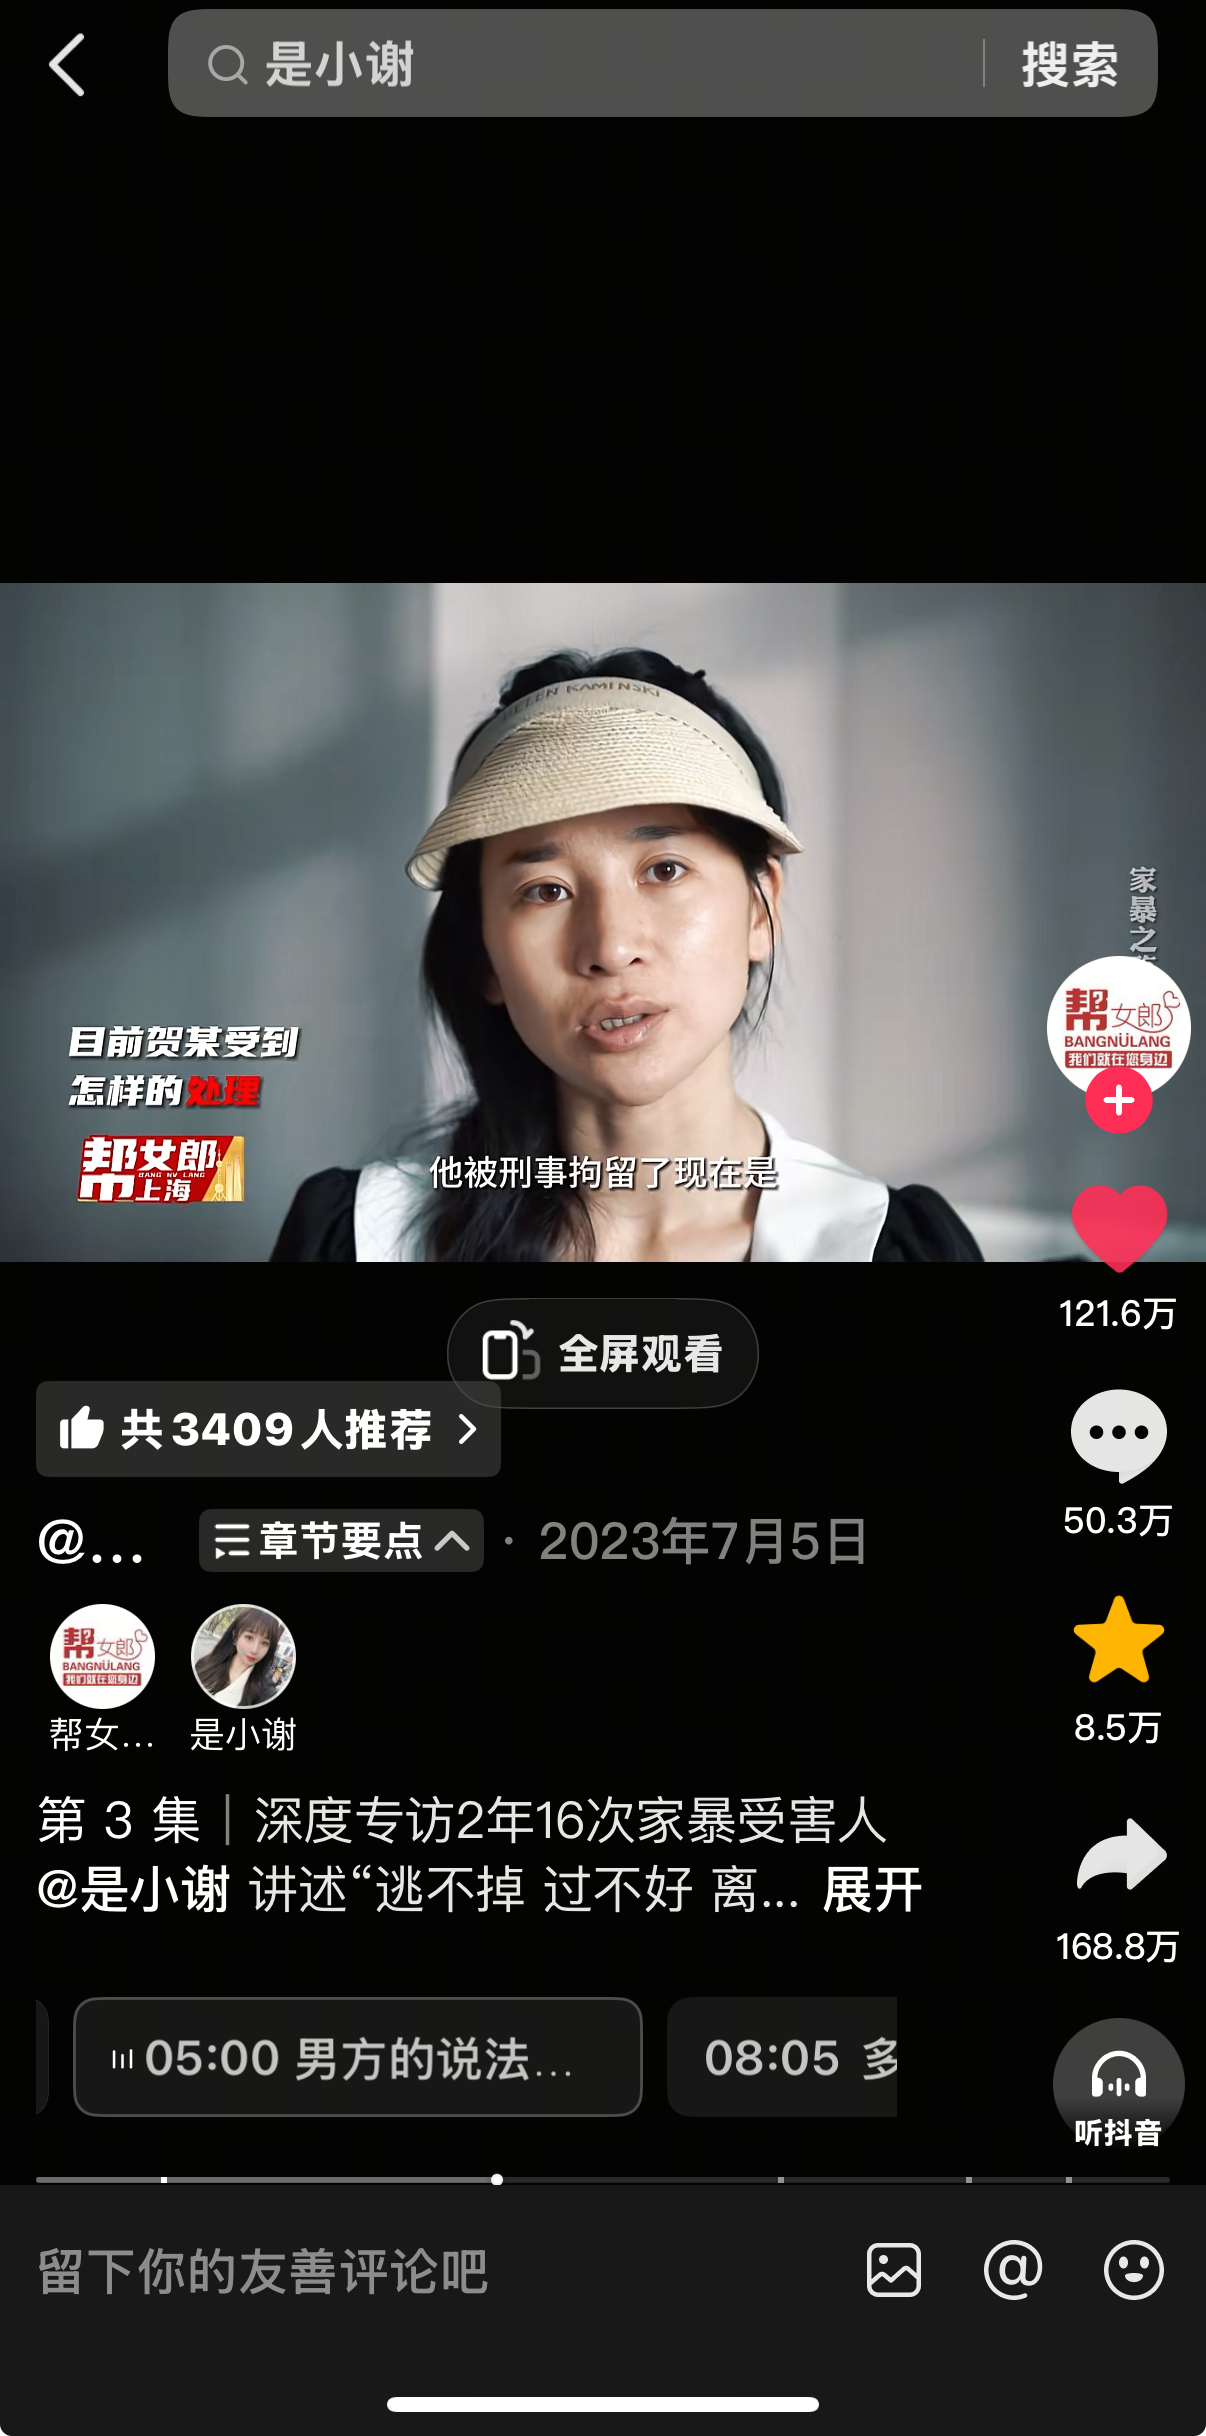 是小谢
搜索
HELEN KAMINSKI
家暴之
帮女郎
BANGNÜLANG
我们就在您身边
目前贺某受到
怎样的处理
帮女郎
BANG NV LANG
上海
他被刑事拘留了现在是
121.6万
全屏观看
共3409人推荐
50.3万
@...
章节要点 · 2023年7月5日
帮女郎
BANGNÜLANG
我们就在您身边
帮女... 是小谢
8.5万
第 3 集｜深度专访2年16次家暴受害人
@是小谢 讲述“逃不掉 过不好 离... 展开
168.8万
05:00 男方的说法...
08:05 多
听抖音
留下你的友善评论吧